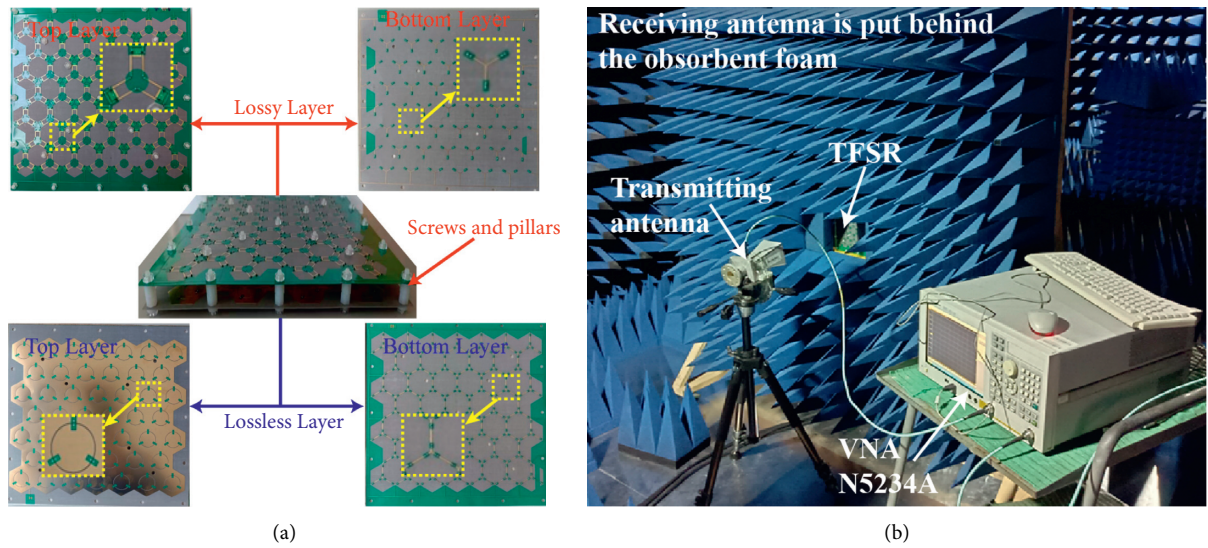 Top Layer
Bottom Layer
Lossy Layer
Screws and pillars
Top Layer
Bottom Layer
Lossless Layer
(a)
Receiving antenna is put behind
the obsorbent foam
TFSR
Transmitting
antenna
VNA
N5234A
(b)